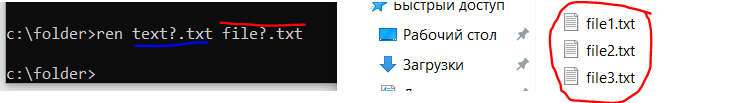 c:\folder>ren text?.txt file?.txt
c:\folder>
Быстрый доступ
Рабочий стол
Загрузки
file1.txt
file2.txt
file3.txt